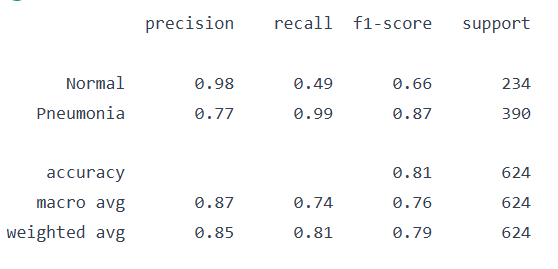 precision recall f1-score support
Normal 0.98 0.49 0.66 234
Pneumonia 0.77 0.99 0.87 390
accuracy 0.81 624
macro avg 0.87 0.74 0.76 624
weighted avg 0.85 0.81 0.79 624